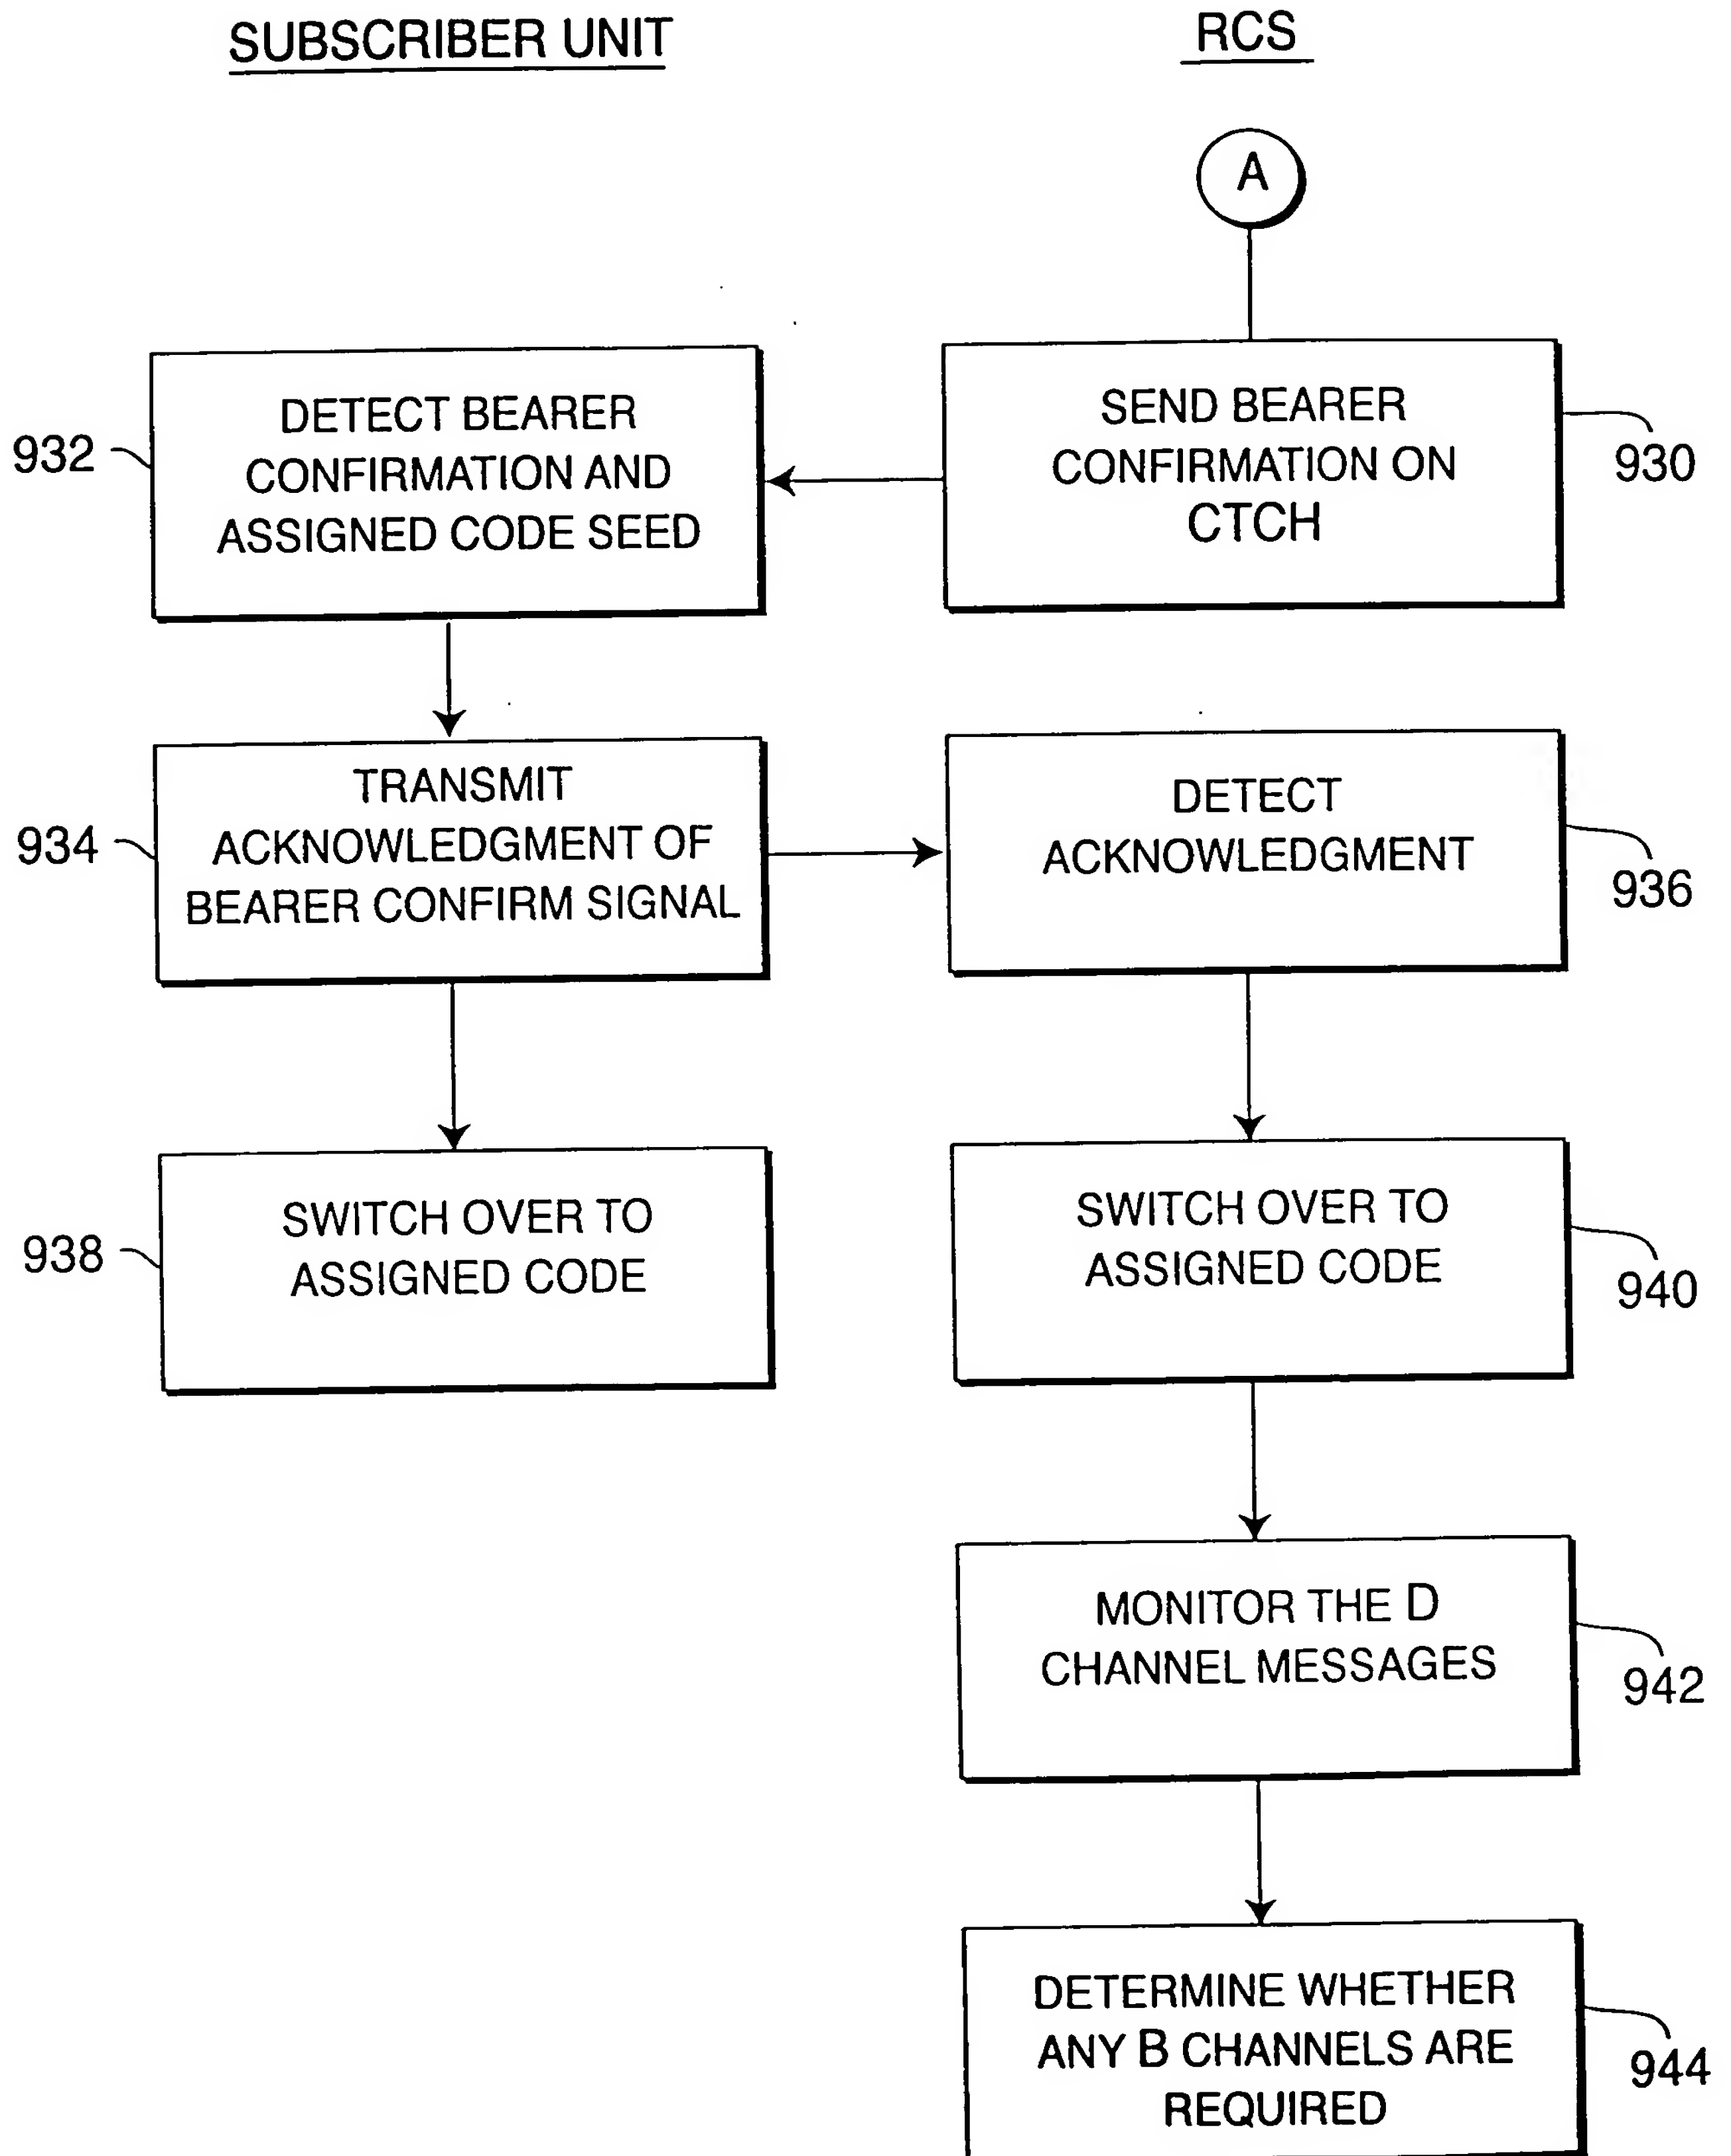 SUBSCRIBER UNIT
RCS
A
932
DETECT BEARER
CONFIRMATION AND
ASSIGNED CODE SEED
SEND BEARER
CONFIRMATION ON
CTCH
930
934
TRANSMIT
ACKNOWLEDGMENT OF
BEARER CONFIRM SIGNAL
DETECT
ACKNOWLEDGMENT
936
938
SWITCH OVER TO
ASSIGNED CODE
SWITCH OVER TO
ASSIGNED CODE
940
MONITOR THE D
CHANNEL MESSAGES
942
DETERMINE WHETHER
ANY B CHANNELS ARE
REQUIRED
944